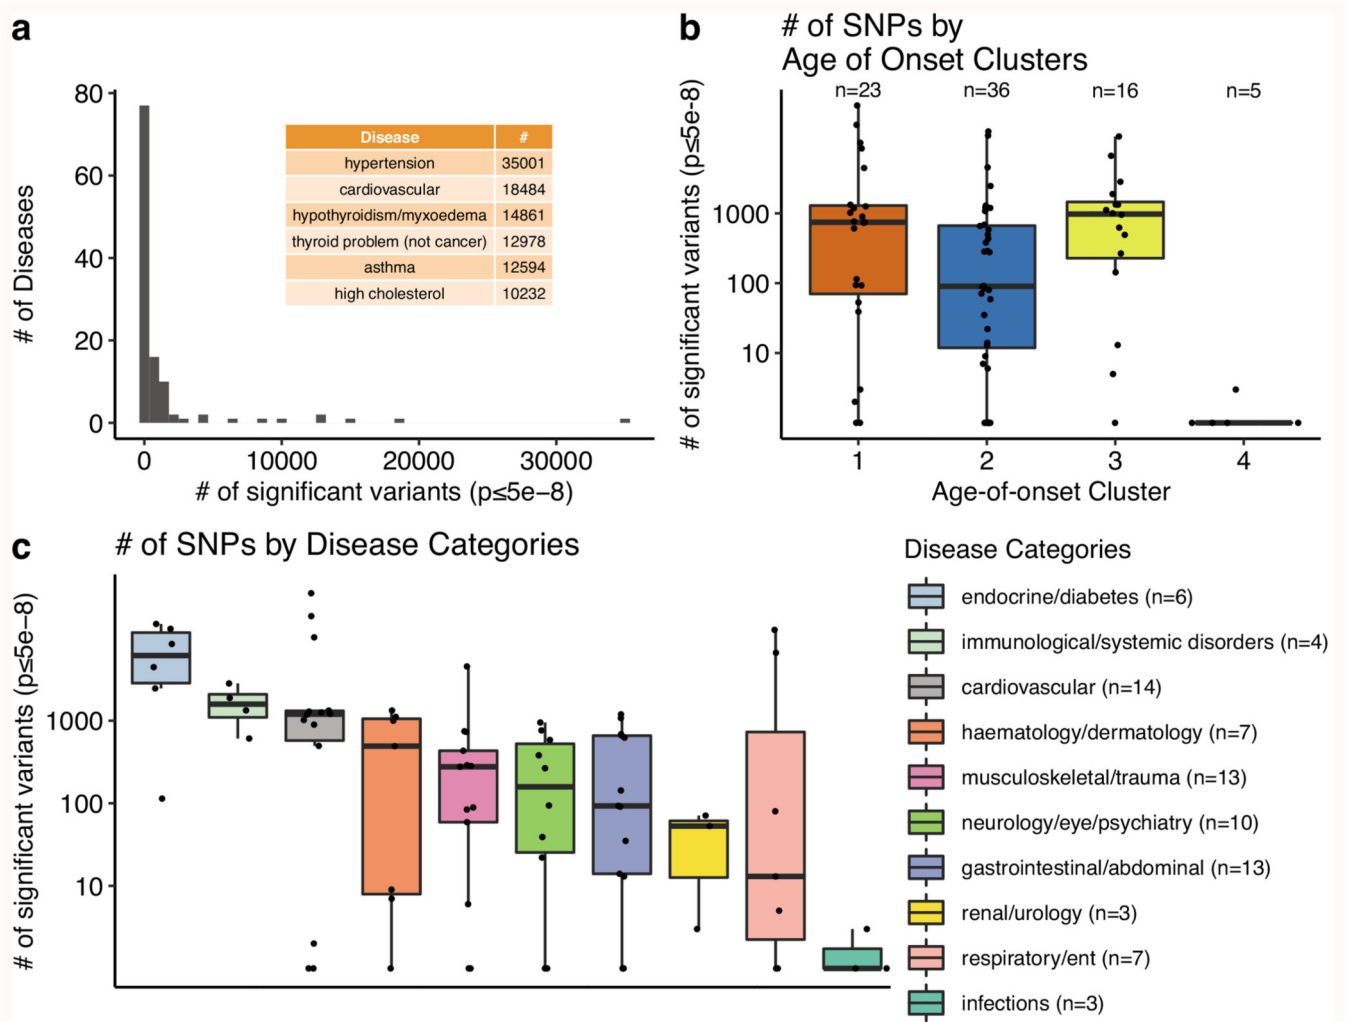 a
80
60
40
20
0
# of Diseases
Disease #
hypertension 35001
cardiovascular 18484
hypothyroidism/myxoedema 14861
thyroid problem (not cancer) 12978
asthma 12594
high cholesterol 10232
0 10000 20000 30000
# of significant variants (p≤5e−8)
b
# of SNPs by
Age of Onset Clusters
n=23 n=36 n=16 n=5
# of significant variants (p≤5e-8)
1000
100
10
1 2 3 4
Age-of-onset Cluster
c
# of SNPs by Disease Categories
# of significant variants (p≤5e−8)
1000
100
10
Disease Categories
endocrine/diabetes (n=6)
immunological/systemic disorders (n=4)
cardiovascular (n=14)
haematology/dermatology (n=7)
musculoskeletal/trauma (n=13)
neurology/eye/psychiatry (n=10)
gastrointestinal/abdominal (n=13)
renal/urology (n=3)
respiratory/ent (n=7)
infections (n=3)